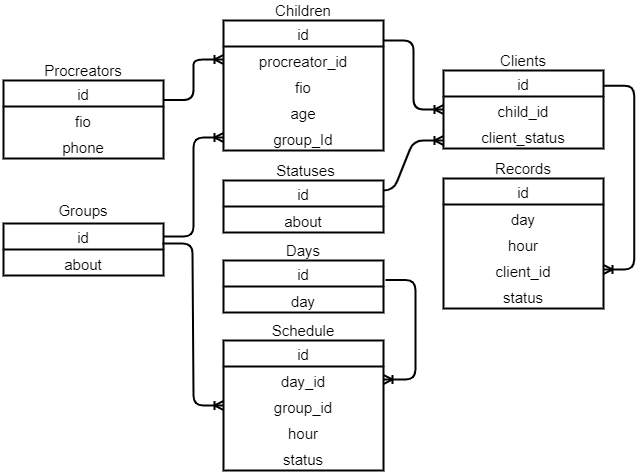 Children
id
procreator_id
fio
age
group_Id
Procreators
id
fio
phone
Clients
id
child_id
client_status
Statuses
id
about
Records
id
day
hour
client_id
status
Groups
id
about
Days
id
day
Schedule
id
day_id
group_id
hour
status